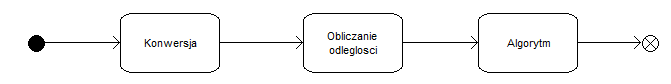 Konwersja
Obliczanie
odleglosci
Algorytm